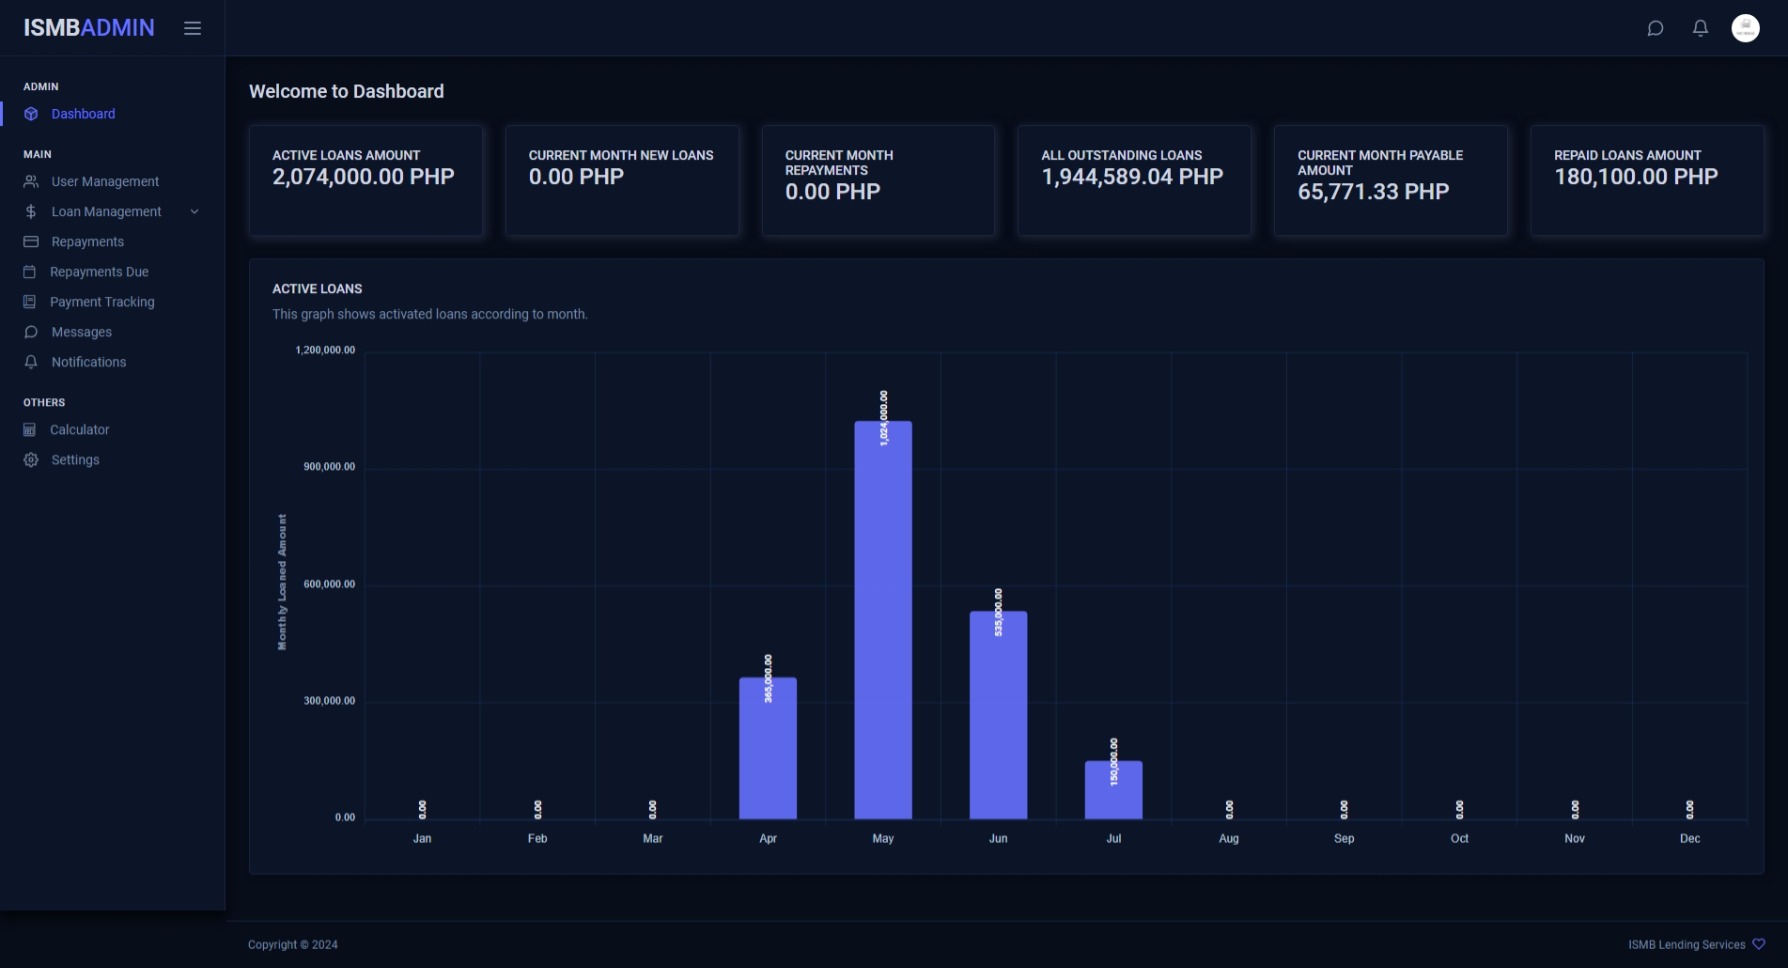 ISMBADMIN
ADMIN
Dashboard
MAIN
User Management
Loan Management
Repayments
Repayments Due
Payment Tracking
Messages
Notifications
OTHERS
Calculator
Settings
Welcome to Dashboard
ACTIVE LOANS AMOUNT
2,074,000.00 PHP
CURRENT MONTH NEW LOANS
0.00 PHP
CURRENT MONTH
REPAYMENTS
0.00 PHP
ALL OUTSTANDING LOANS
1,944,589.04 PHP
CURRENT MONTH PAYABLE
AMOUNT
65,771.33 PHP
REPAID LOANS AMOUNT
180,100.00 PHP
ACTIVE LOANS
This graph shows activated loans according to month.
Monthly Loaned Amount
1,200,000.00
900,000.00
600,000.00
300,000.00
0.00
0.00
0.00
0.00
365,000.00
1,024,000.00
535,000.00
150,000.00
0.00
0.00
0.00
0.00
0.00
Jan
Feb
Mar
Apr
May
Jun
Jul
Aug
Sep
Oct
Nov
Dec
Copyright © 2024
ISMB Lending Services